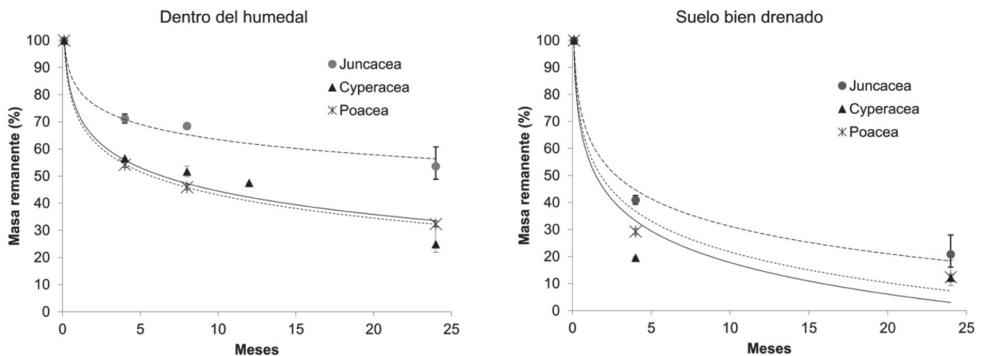 Dentro del humedal
Masa remanente (%)
100
90
80
70
60
50
40
30
20
10
0
0 5 10 15 20 25
Meses
Juncacea
Cyperacea
Poacea
Suelo bien drenado
Masa remanente (%)
100
90
80
70
60
50
40
30
20
10
0
0 5 10 15 20 25
Meses
Juncacea
Cyperacea
Poacea